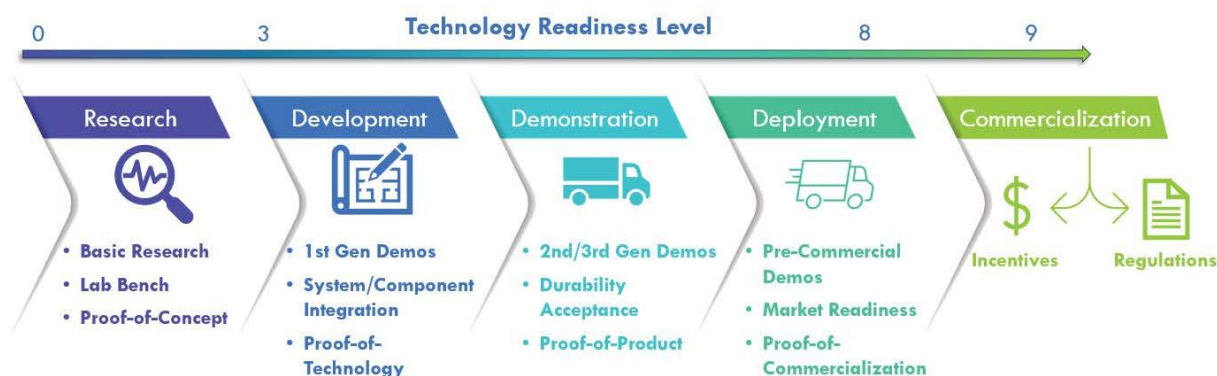 Technology Readiness Level
0 3 8 9
Research
• Basic Research
• Lab Bench
• Proof-of-Concept
Development
• 1st Gen Demos
• System/Component
Integration
• Proof-of-
Technology
Demonstration
• 2nd/3rd Gen Demos
• Durability
Acceptance
• Proof-of-Product
Deployment
• Pre-Commercial
Demos
• Market Readiness
• Proof-of-
Commercialization
Commercialization
$
Incentives
Regulations